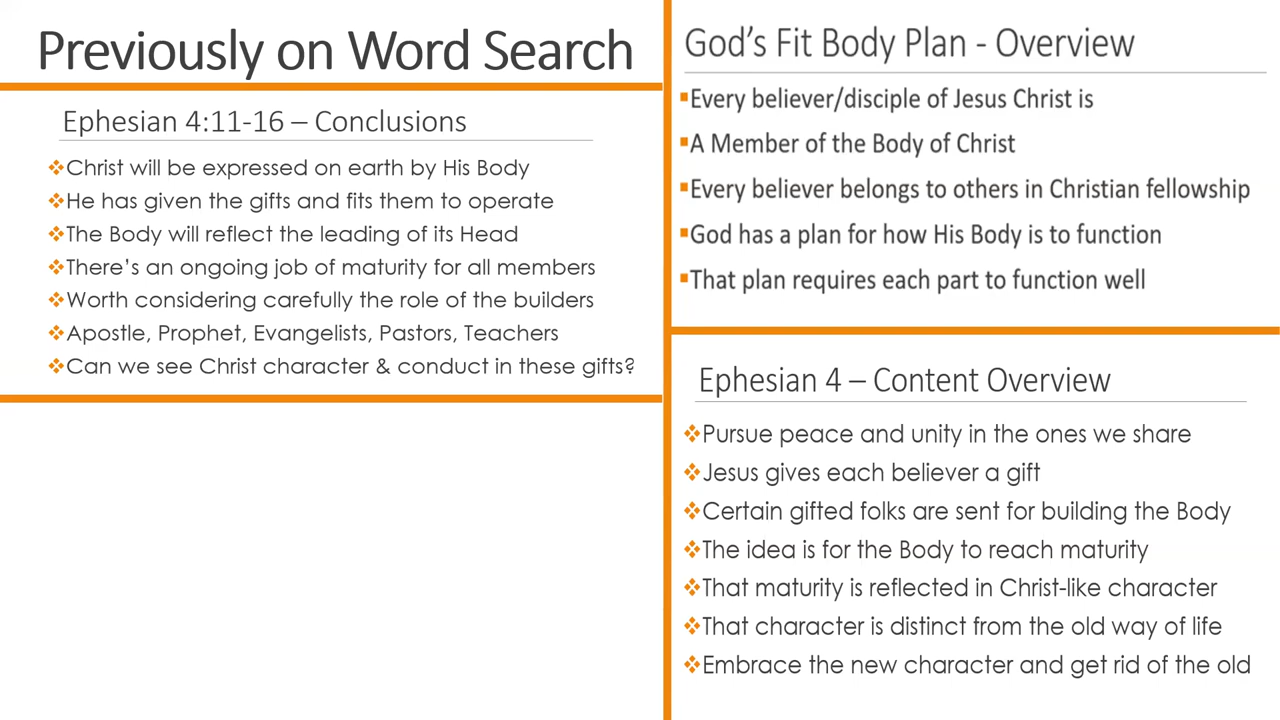 Previously on Word Search
Ephesian 4:11-16 – Conclusions
❖Christ will be expressed on earth by His Body
❖He has given the gifts and fits them to operate
❖The Body will reflect the leading of its Head
❖There's an ongoing job of maturity for all members
❖Worth considering carefully the role of the builders
❖Apostle, Prophet, Evangelists, Pastors, Teachers
❖Can we see Christ character & conduct in these gifts?
God's Fit Body Plan - Overview
▪Every believer/disciple of Jesus Christ is
▪A Member of the Body of Christ
▪Every believer belongs to others in Christian fellowship
▪God has a plan for how His Body is to function
▪That plan requires each part to function well
Ephesian 4 – Content Overview
❖Pursue peace and unity in the ones we share
❖Jesus gives each believer a gift
❖Certain gifted folks are sent for building the Body
❖The idea is for the Body to reach maturity
❖That maturity is reflected in Christ-like character
❖That character is distinct from the old way of life
❖Embrace the new character and get rid of the old